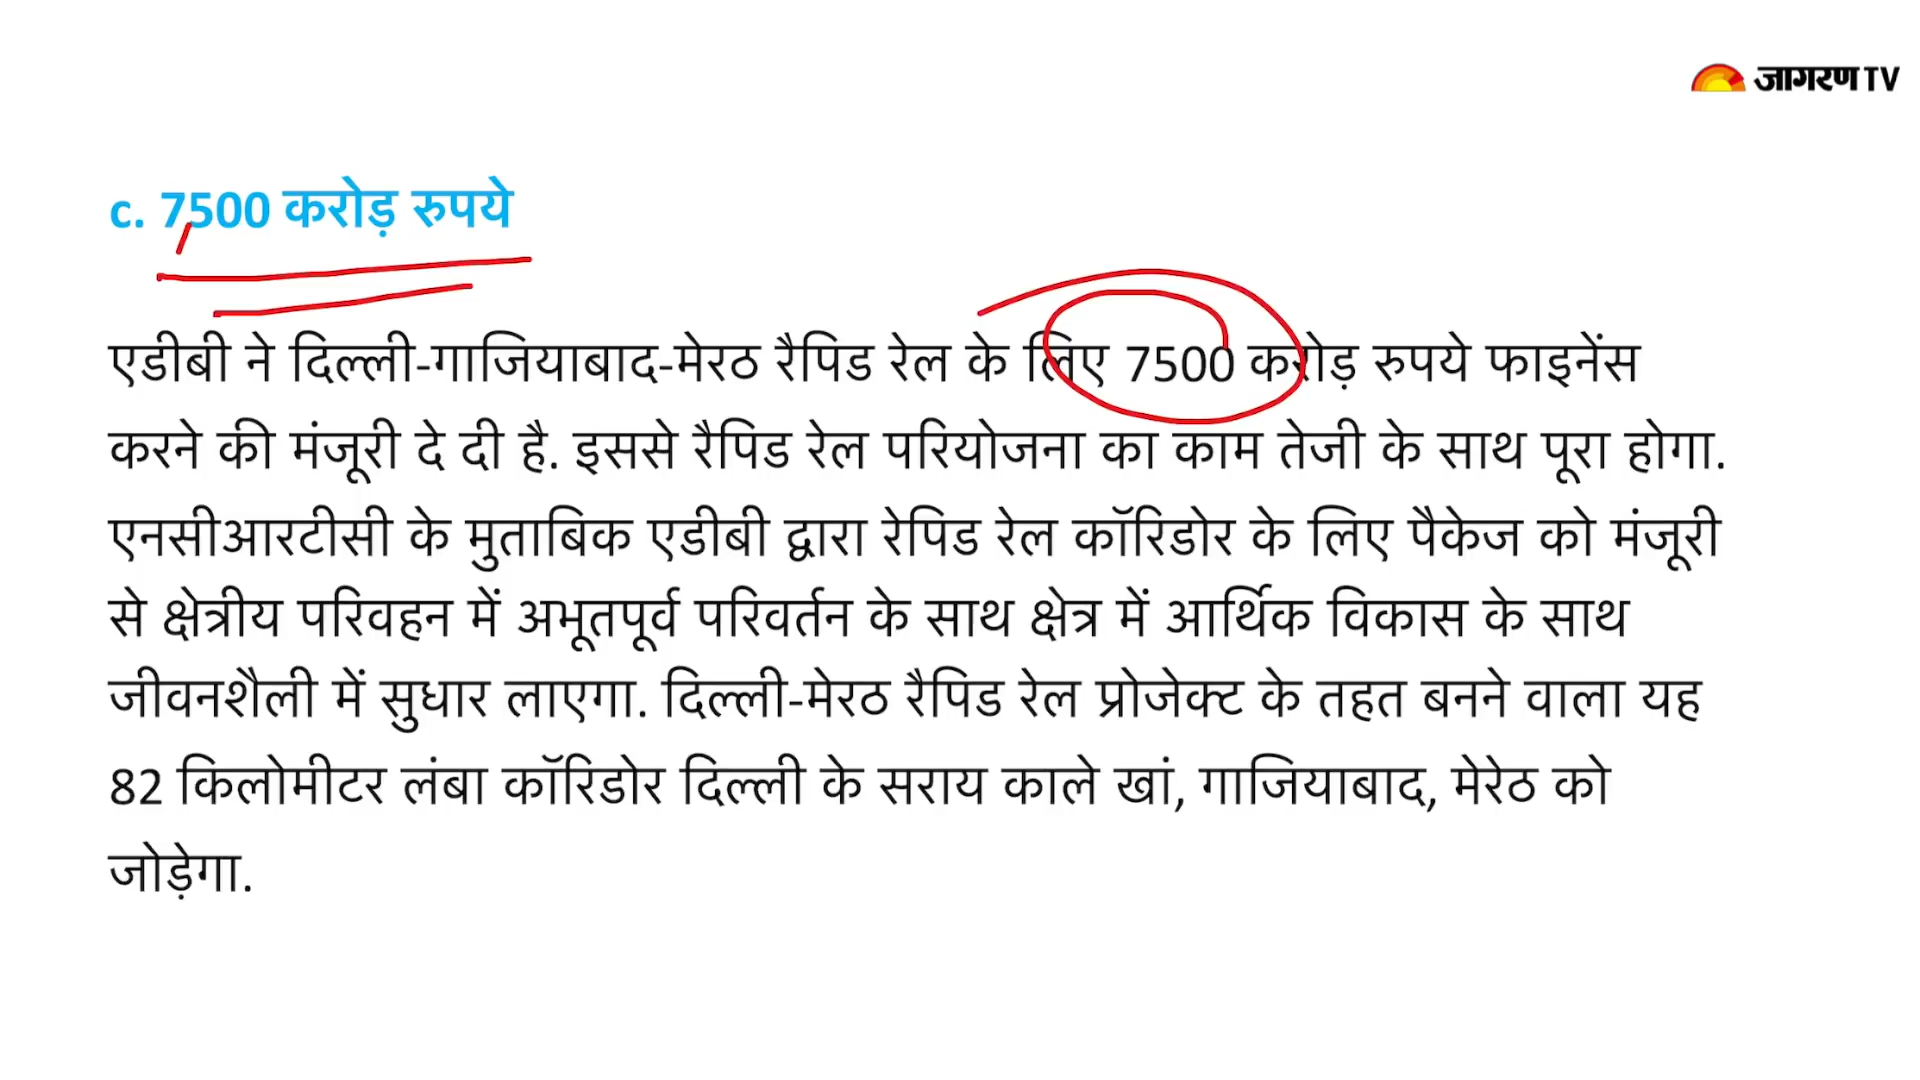 जागरण TV
c. 7500 करोड़ रुपये
एडीबी ने दिल्ली-गाजियाबाद-मेरठ रैपिड रेल के लिए 7500 करोड़ रुपये फाइनेंस
करने की मंजूरी दे दी है. इससे रैपिड रेल परियोजना का काम तेजी के साथ पूरा होगा.
एनसीआरटीसी के मुताबिक एडीबी द्वारा रेपिड रेल कॉरिडोर के लिए पैकेज को मंजूरी
से क्षेत्रीय परिवहन में अभूतपूर्व परिवर्तन के साथ क्षेत्र में आर्थिक विकास के साथ
जीवनशैली में सुधार लाएगा. दिल्ली-मेरठ रैपिड रेल प्रोजेक्ट के तहत बनने वाला यह
82 किलोमीटर लंबा कॉरिडोर दिल्ली के सराय काले खां, गाजियाबाद, मेरेठ को
जोड़ेगा.